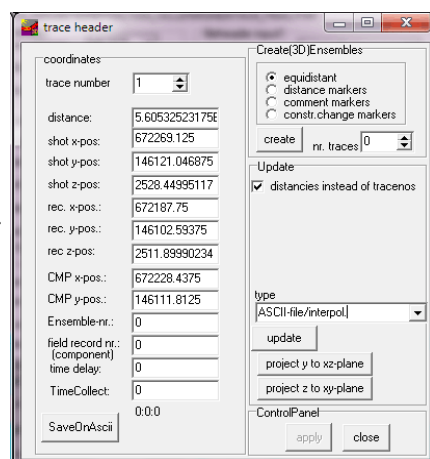 trace header
coordinates
trace number 1
distance: 5.60532523175E
shot x-pos: 672269.125
shot y-pos: 146121.046875
shot z-pos: 2528.44995117
rec. x-pos.: 672187.75
rec. y-pos.: 146102.59375
rec z-pos: 2511.89990234
CMP x-pos.: 672228.4375
CMP y-pos.: 146111.8125
Ensemble-nr.: 0
field record nr.: 0
(component)
time delay: 0
TimeCollect: 0
0:0:0
SaveOnAscii
Create(3D)Ensembles
equidistant
distance markers
comment markers
constr.change markers
create nr. traces 0
Update
distancies instead of tracenos
type
ASCII-file/interpol.
update
project y to xz-plane
project z to xy-plane
ControlPanel
apply close